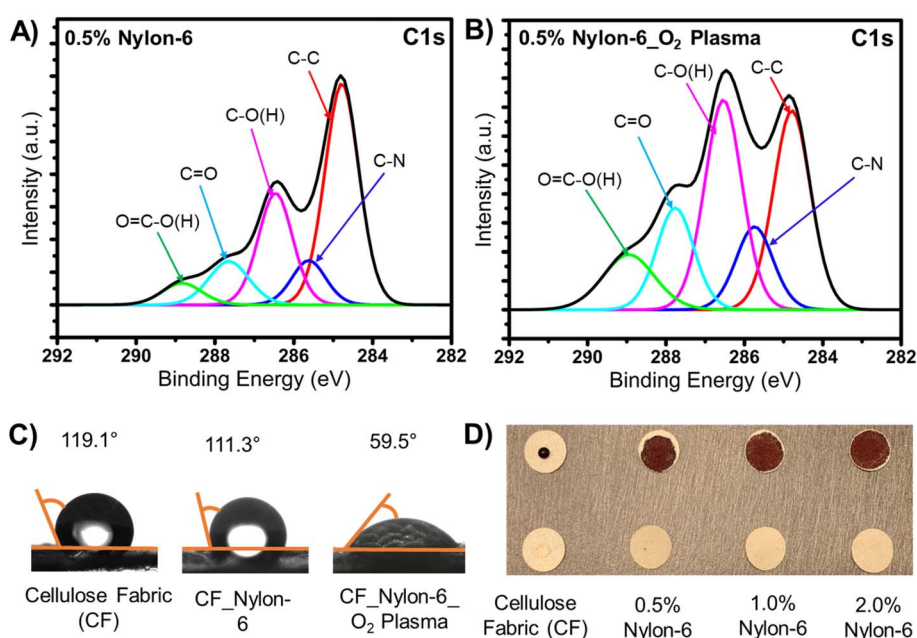 A)
0.5% Nylon-6
C1s
C-C
C-O(H)
C=O
C-N
O=C-O(H)
Intensity (a.u.)
292 290 288 286 284 282
Binding Energy (eV)
B)
0.5% Nylon-6_O₂ Plasma
C1s
C-O(H)
C-C
C=O
C-N
O=C-O(H)
Intensity (a.u.)
292 290 288 286 284 282
Binding Energy (eV)
C)
119.1°
111.3°
59.5°
Cellulose Fabric
(CF)
CF_Nylon-
6
CF_Nylon-6_
O₂ Plasma
D)
Cellulose
Fabric (CF)
0.5%
Nylon-6
1.0%
Nylon-6
2.0%
Nylon-6